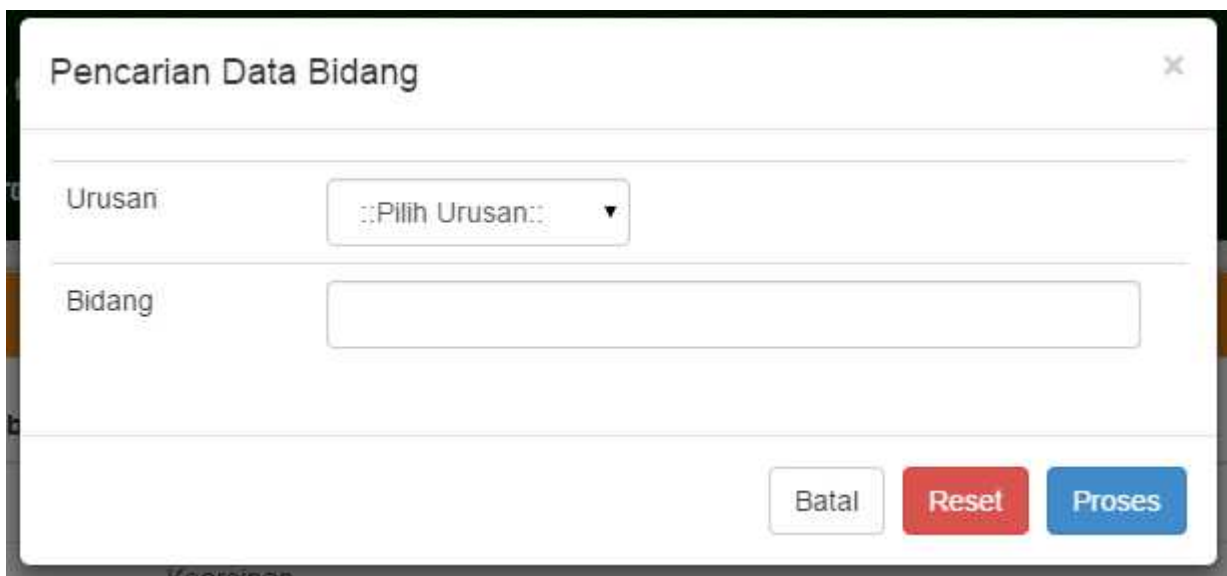 Pencarian Data Bidang ×
Urusan ::Pilih Urusan::
Bidang
Batal Reset Proses